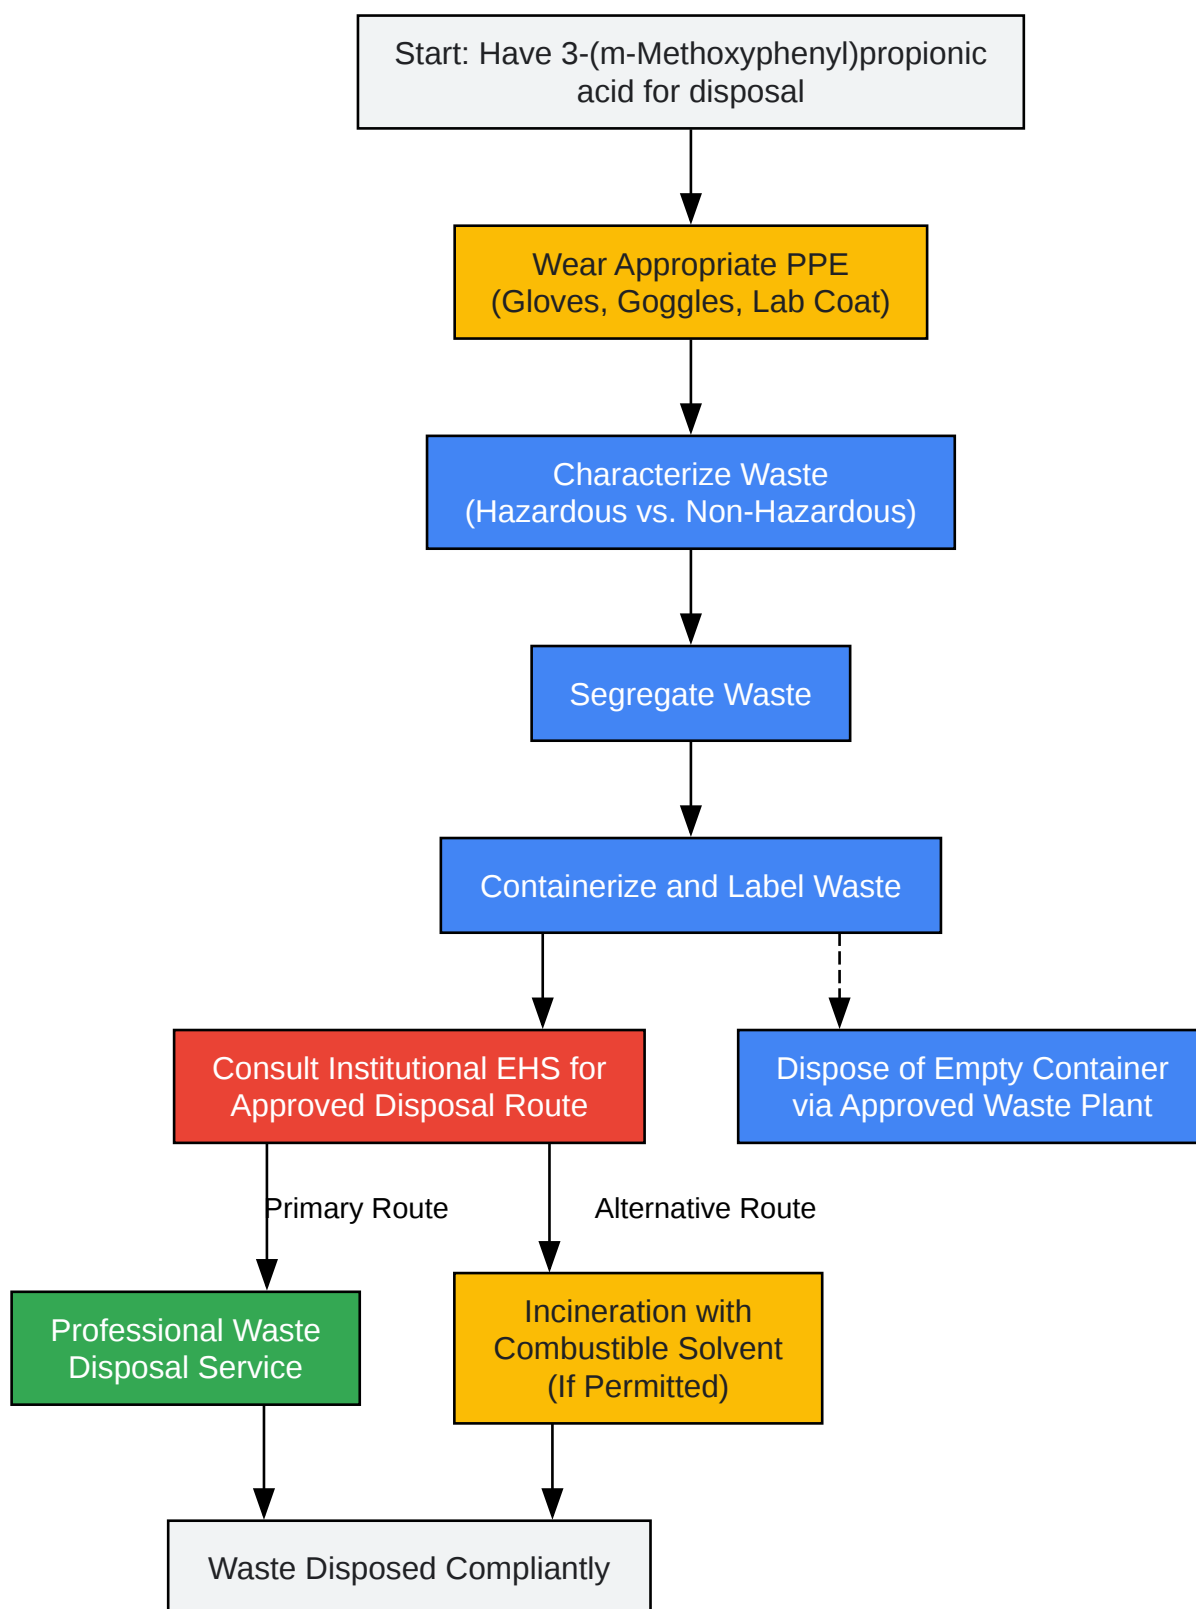 Start: Have 3-(m-Methoxyphenyl)propionic
acid for disposal
Wear Appropriate PPE
(Gloves, Goggles, Lab Coat)
Characterize Waste
(Hazardous vs. Non-Hazardous)
Segregate Waste
Containerize and Label Waste
Consult Institutional EHS for
Approved Disposal Route
Dispose of Empty Container
via Approved Waste Plant
Primary Route
Alternative Route
Professional Waste
Disposal Service
Incineration with
Combustible Solvent
(If Permitted)
Waste Disposed Compliantly